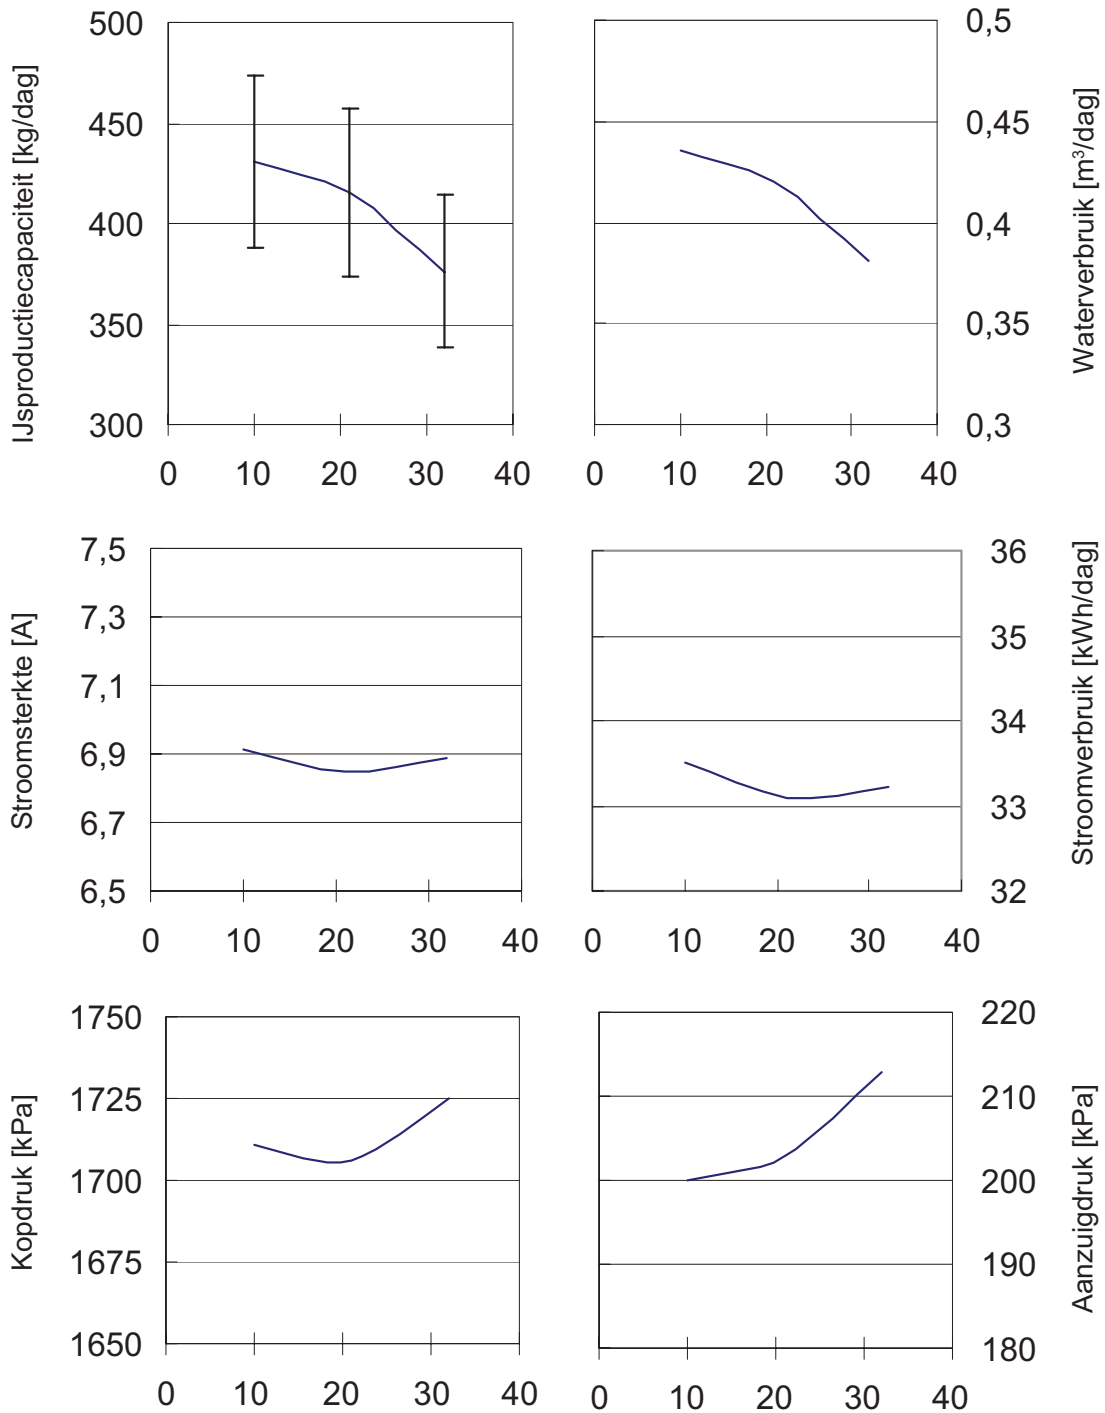 IJsproductiecapaciteit [kg/dag]
500
450
400
350
300
0 10 20 30 40
0,5
0,45
0,4
0,35
0,3
Waterverbruik [m³/dag]
0 10 20 30 40
Stroomsterkte [A]
7,5
7,3
7,1
6,9
6,7
6,5
0 10 20 30 40
36
35
34
33
32
Stroomverbruik [kWh/dag]
0 10 20 30 40
Kopdruk [kPa]
1750
1725
1700
1675
1650
0 10 20 30 40
220
210
200
190
180
Aanzuigdruk [kPa]
0 10 20 30 40